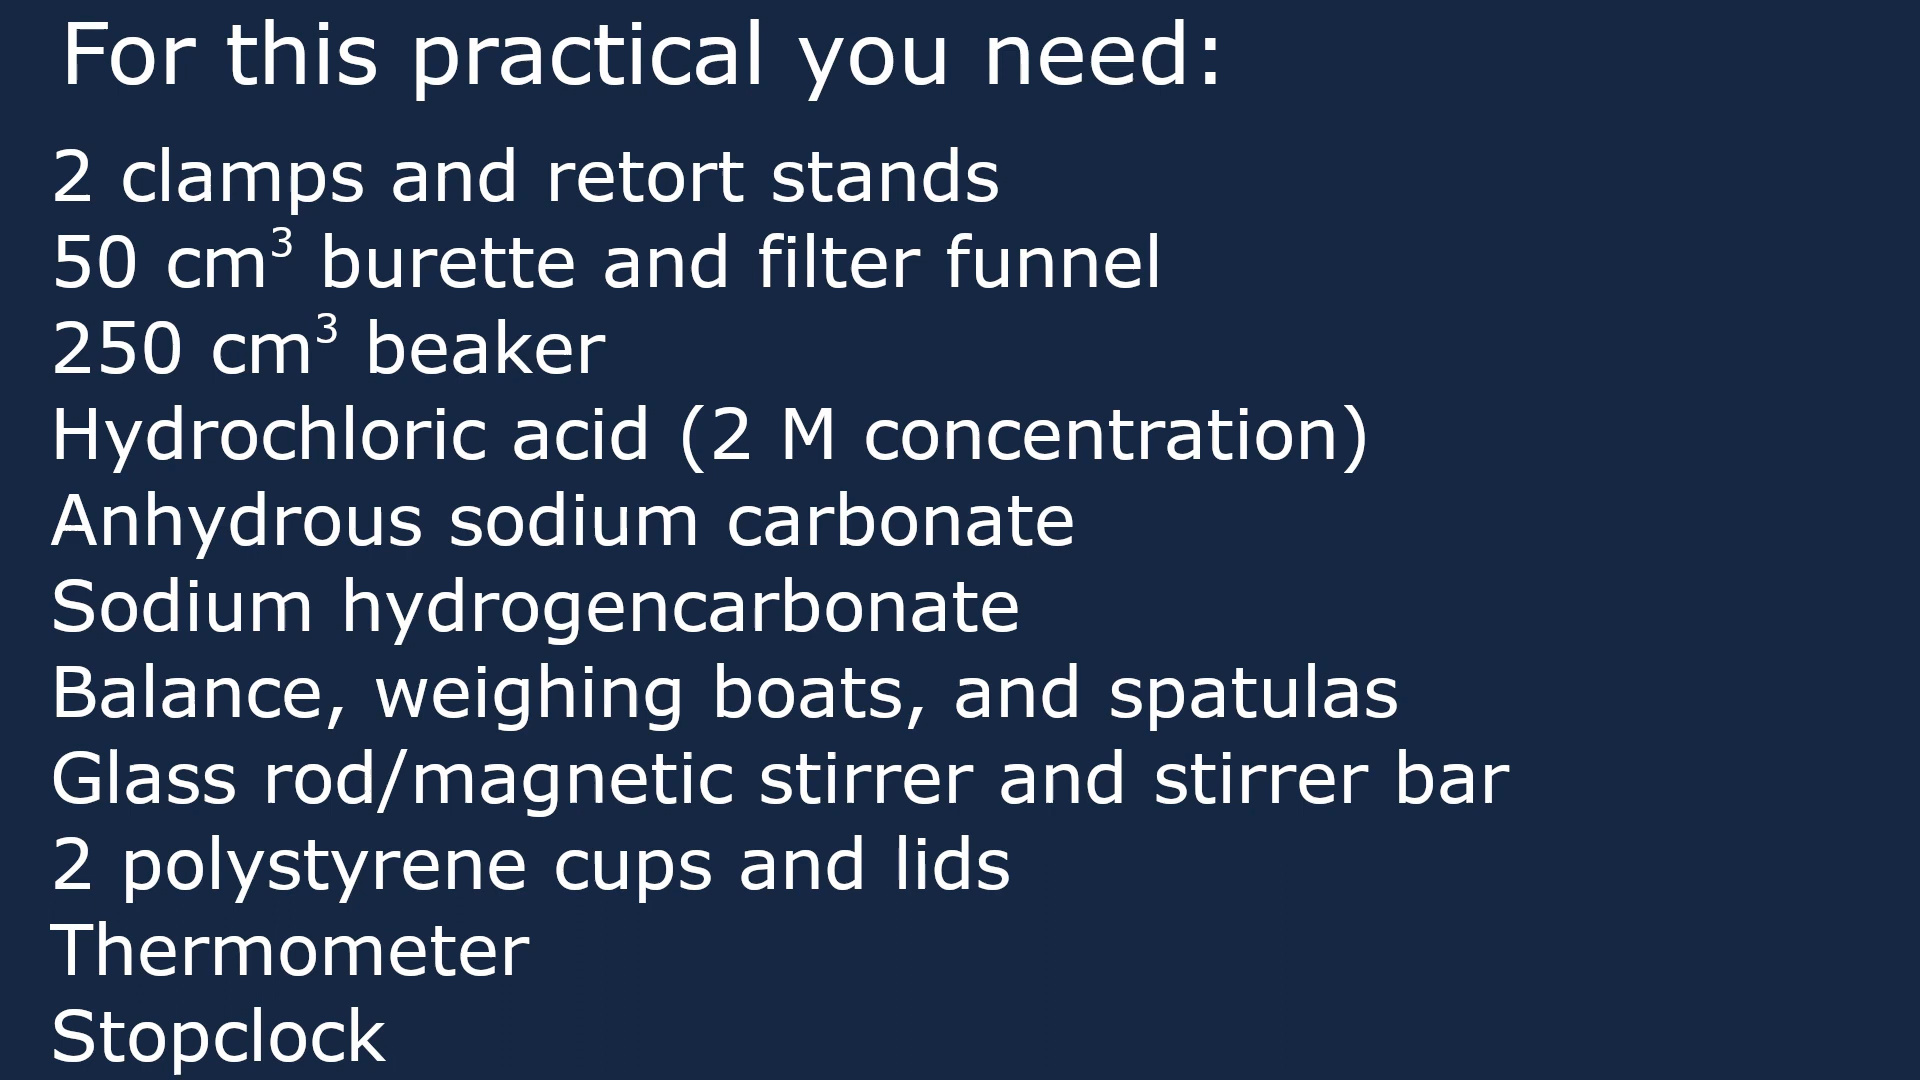 For this practical you need:
2 clamps and retort stands
50 cm³ burette and filter funnel
250 cm³ beaker
Hydrochloric acid (2 M concentration)
Anhydrous sodium carbonate
Sodium hydrogencarbonate
Balance, weighing boats, and spatulas
Glass rod/magnetic stirrer and stirrer bar
2 polystyrene cups and lids
Thermometer
Stopclock